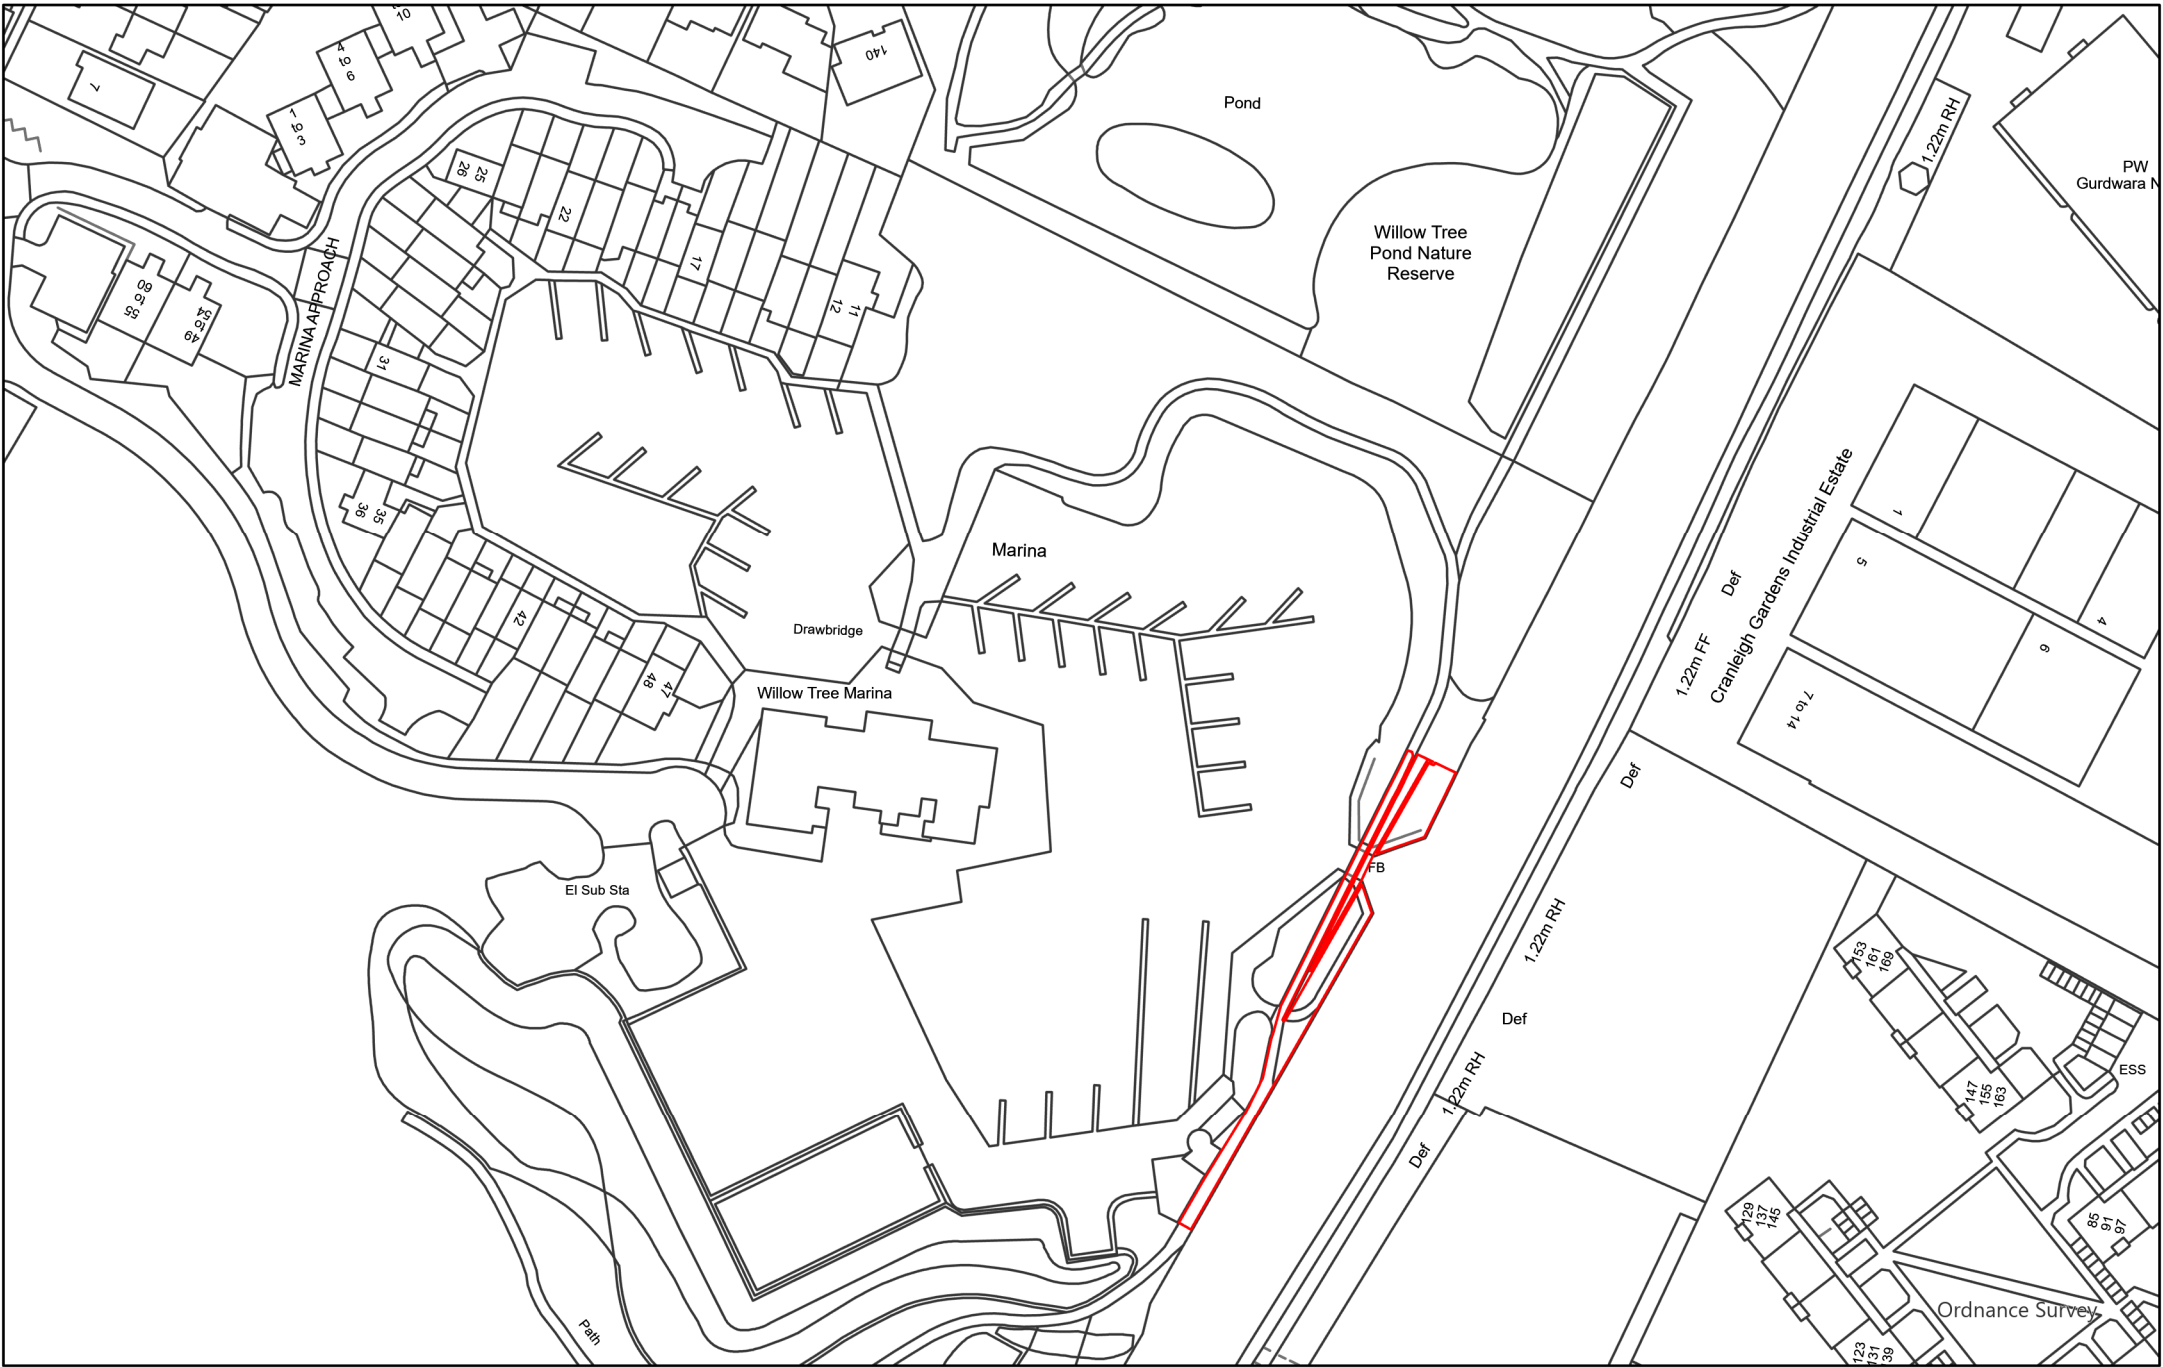 to
10
4
to
6
1
to
3
7
140
Pond
1.22m RH
PW
Gurdwara N
Willow Tree
Pond Nature
Reserve
25
26
22
17
11
12
MARINA APPROACH
55
to
60
49
to
54
31
35
36
Marina
Cranleigh Gardens Industrial Estate
1
5
4
6
7 to 14
Def
1.22m FF
42
Drawbridge
47
48
Willow Tree Marina
Def
FB
El Sub Sta
1.22m RH
Def
153
161
169
ESS
147
155
163
1.22m RH
Def
129
137
145
85
91
97
Path
Ordnance Survey
123
131
139